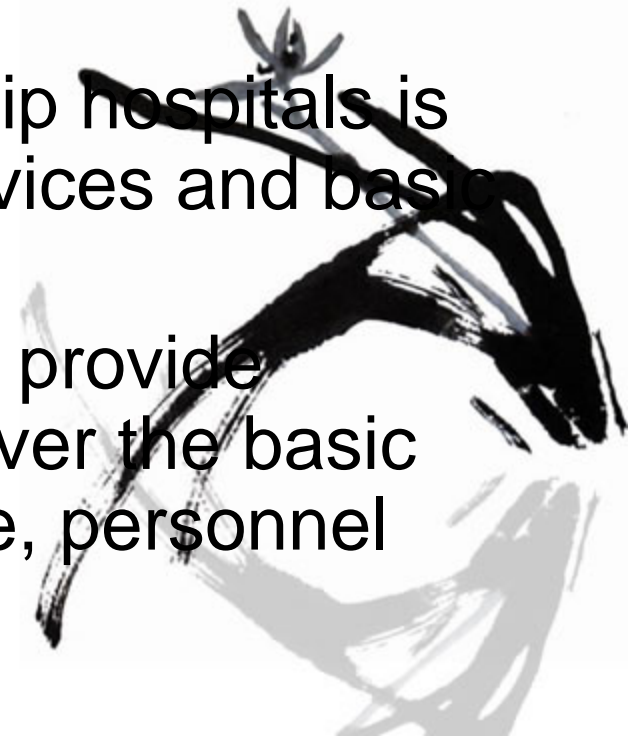 ip hospitals is
vices and basic
provide
ver the basic
e, personnel